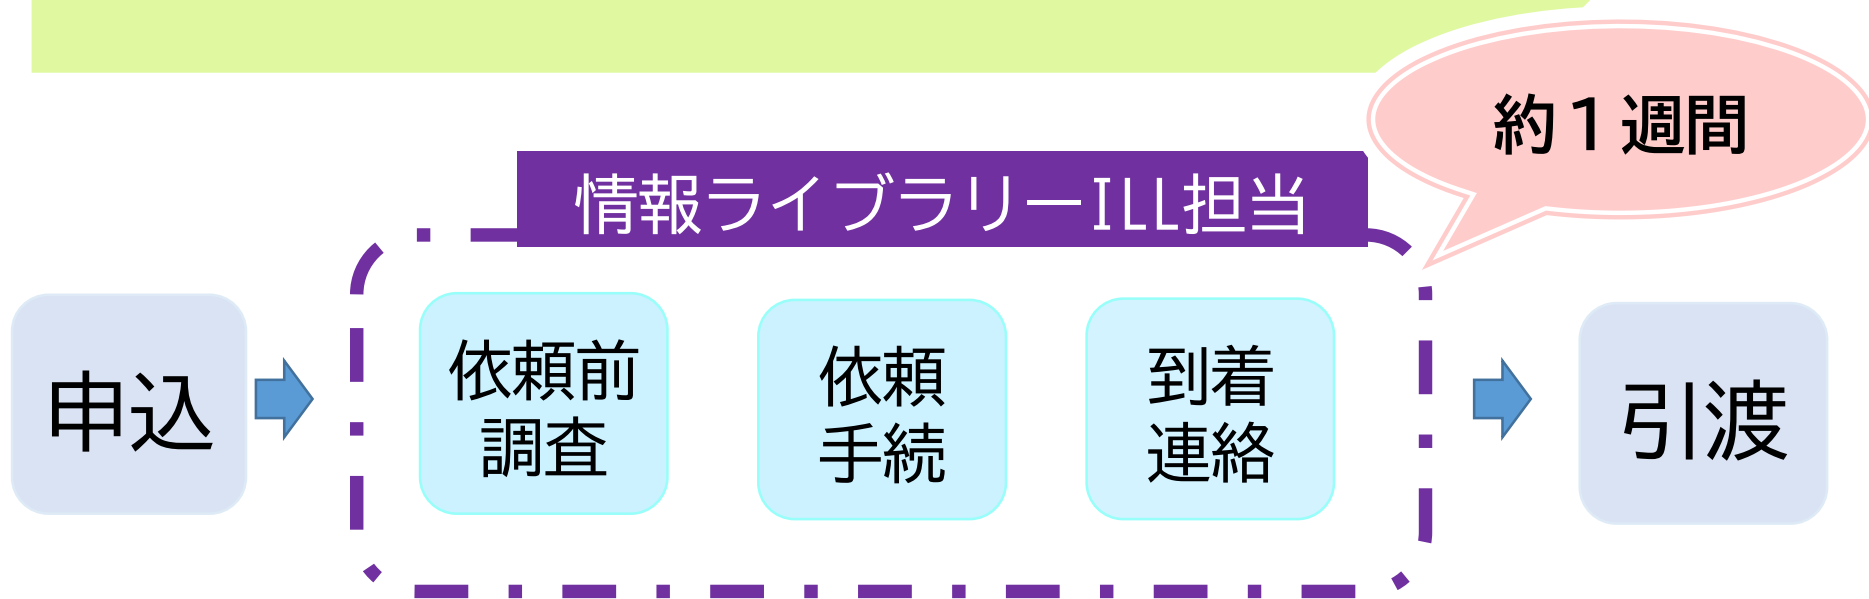 約１週間
情報ライブラリーILL担当
申込
依頼前
調査
依頼
手続
到着
連絡
引渡